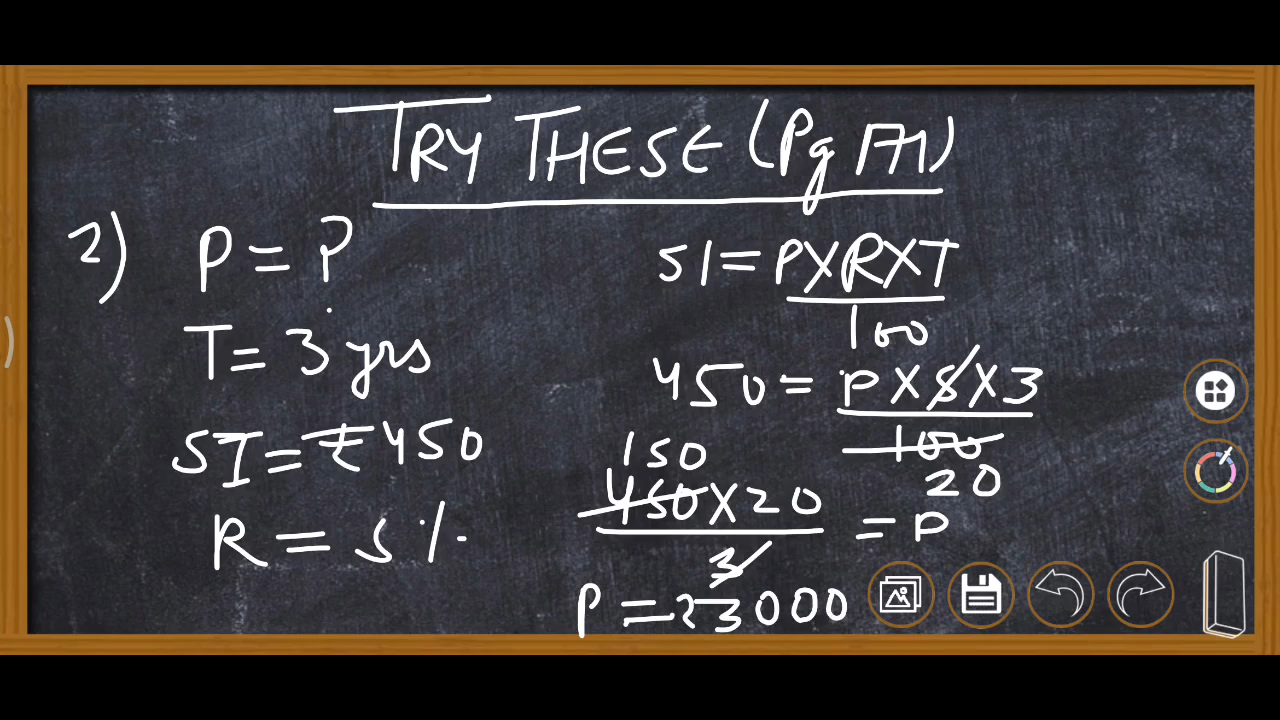 TRY THESE (Pg 171)
2) P = ?
T = 3 yrs
SI = ₹450
R = 5%
SI = P X R X T
100
450 = P X 5 X 3
100
20
150
450 X 20
= P
3
P = ₹3000